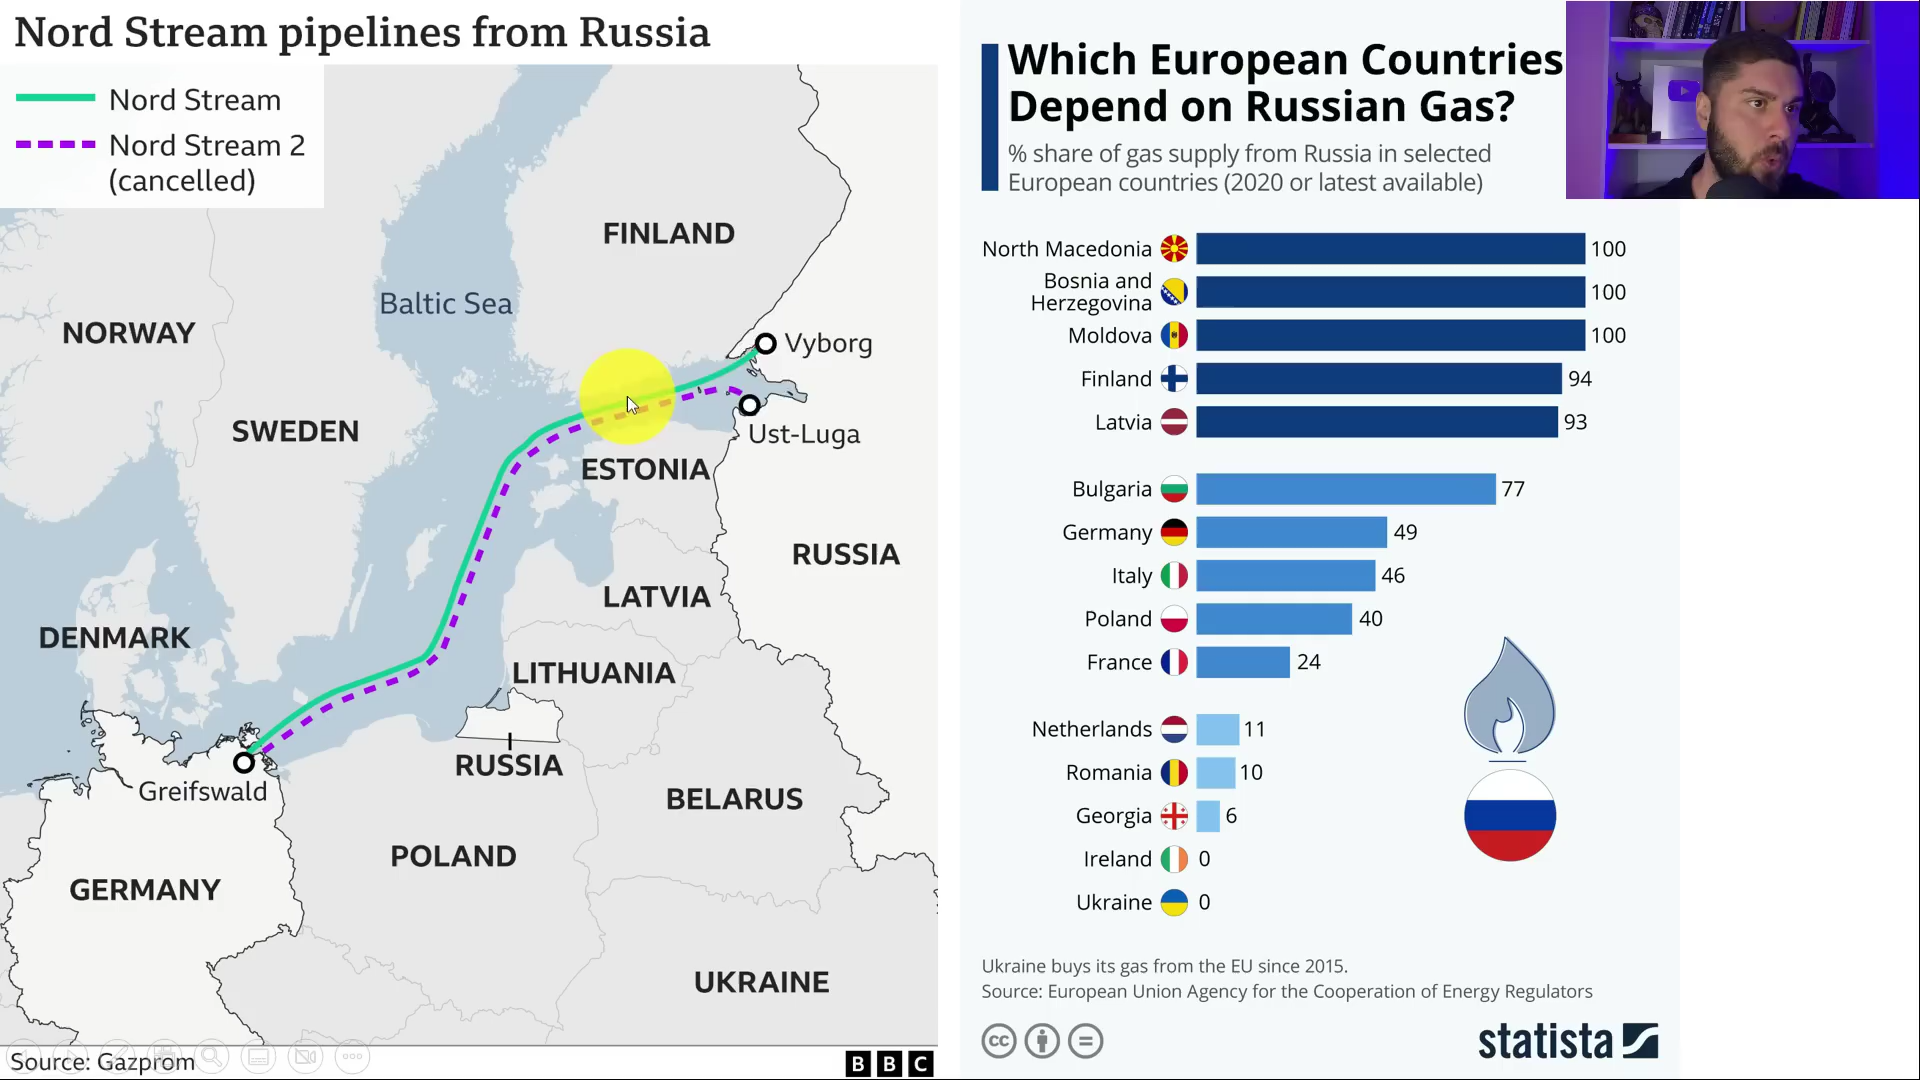 Nord Stream pipelines from Russia
Nord Stream
Nord Stream 2
(cancelled)
FINLAND
Baltic Sea
NORWAY
Vyborg
SWEDEN
Ust-Luga
ESTONIA
RUSSIA
LATVIA
DENMARK
LITHUANIA
RUSSIA
Greifswald
BELARUS
POLAND
GERMANY
UKRAINE
Source: Gazprom
BBC
Which European Countries
Depend on Russian Gas?
% share of gas supply from Russia in selected
European countries (2020 or latest available)
North Macedonia 100
Bosnia and
Herzegovina 100
Moldova 100
Finland 94
Latvia 93
Bulgaria 77
Germany 49
Italy 46
Poland 40
France 24
Netherlands 11
Romania 10
Georgia 6
Ireland 0
Ukraine 0
Ukraine buys its gas from the EU since 2015.
Source: European Union Agency for the Cooperation of Energy Regulators
cc
statista